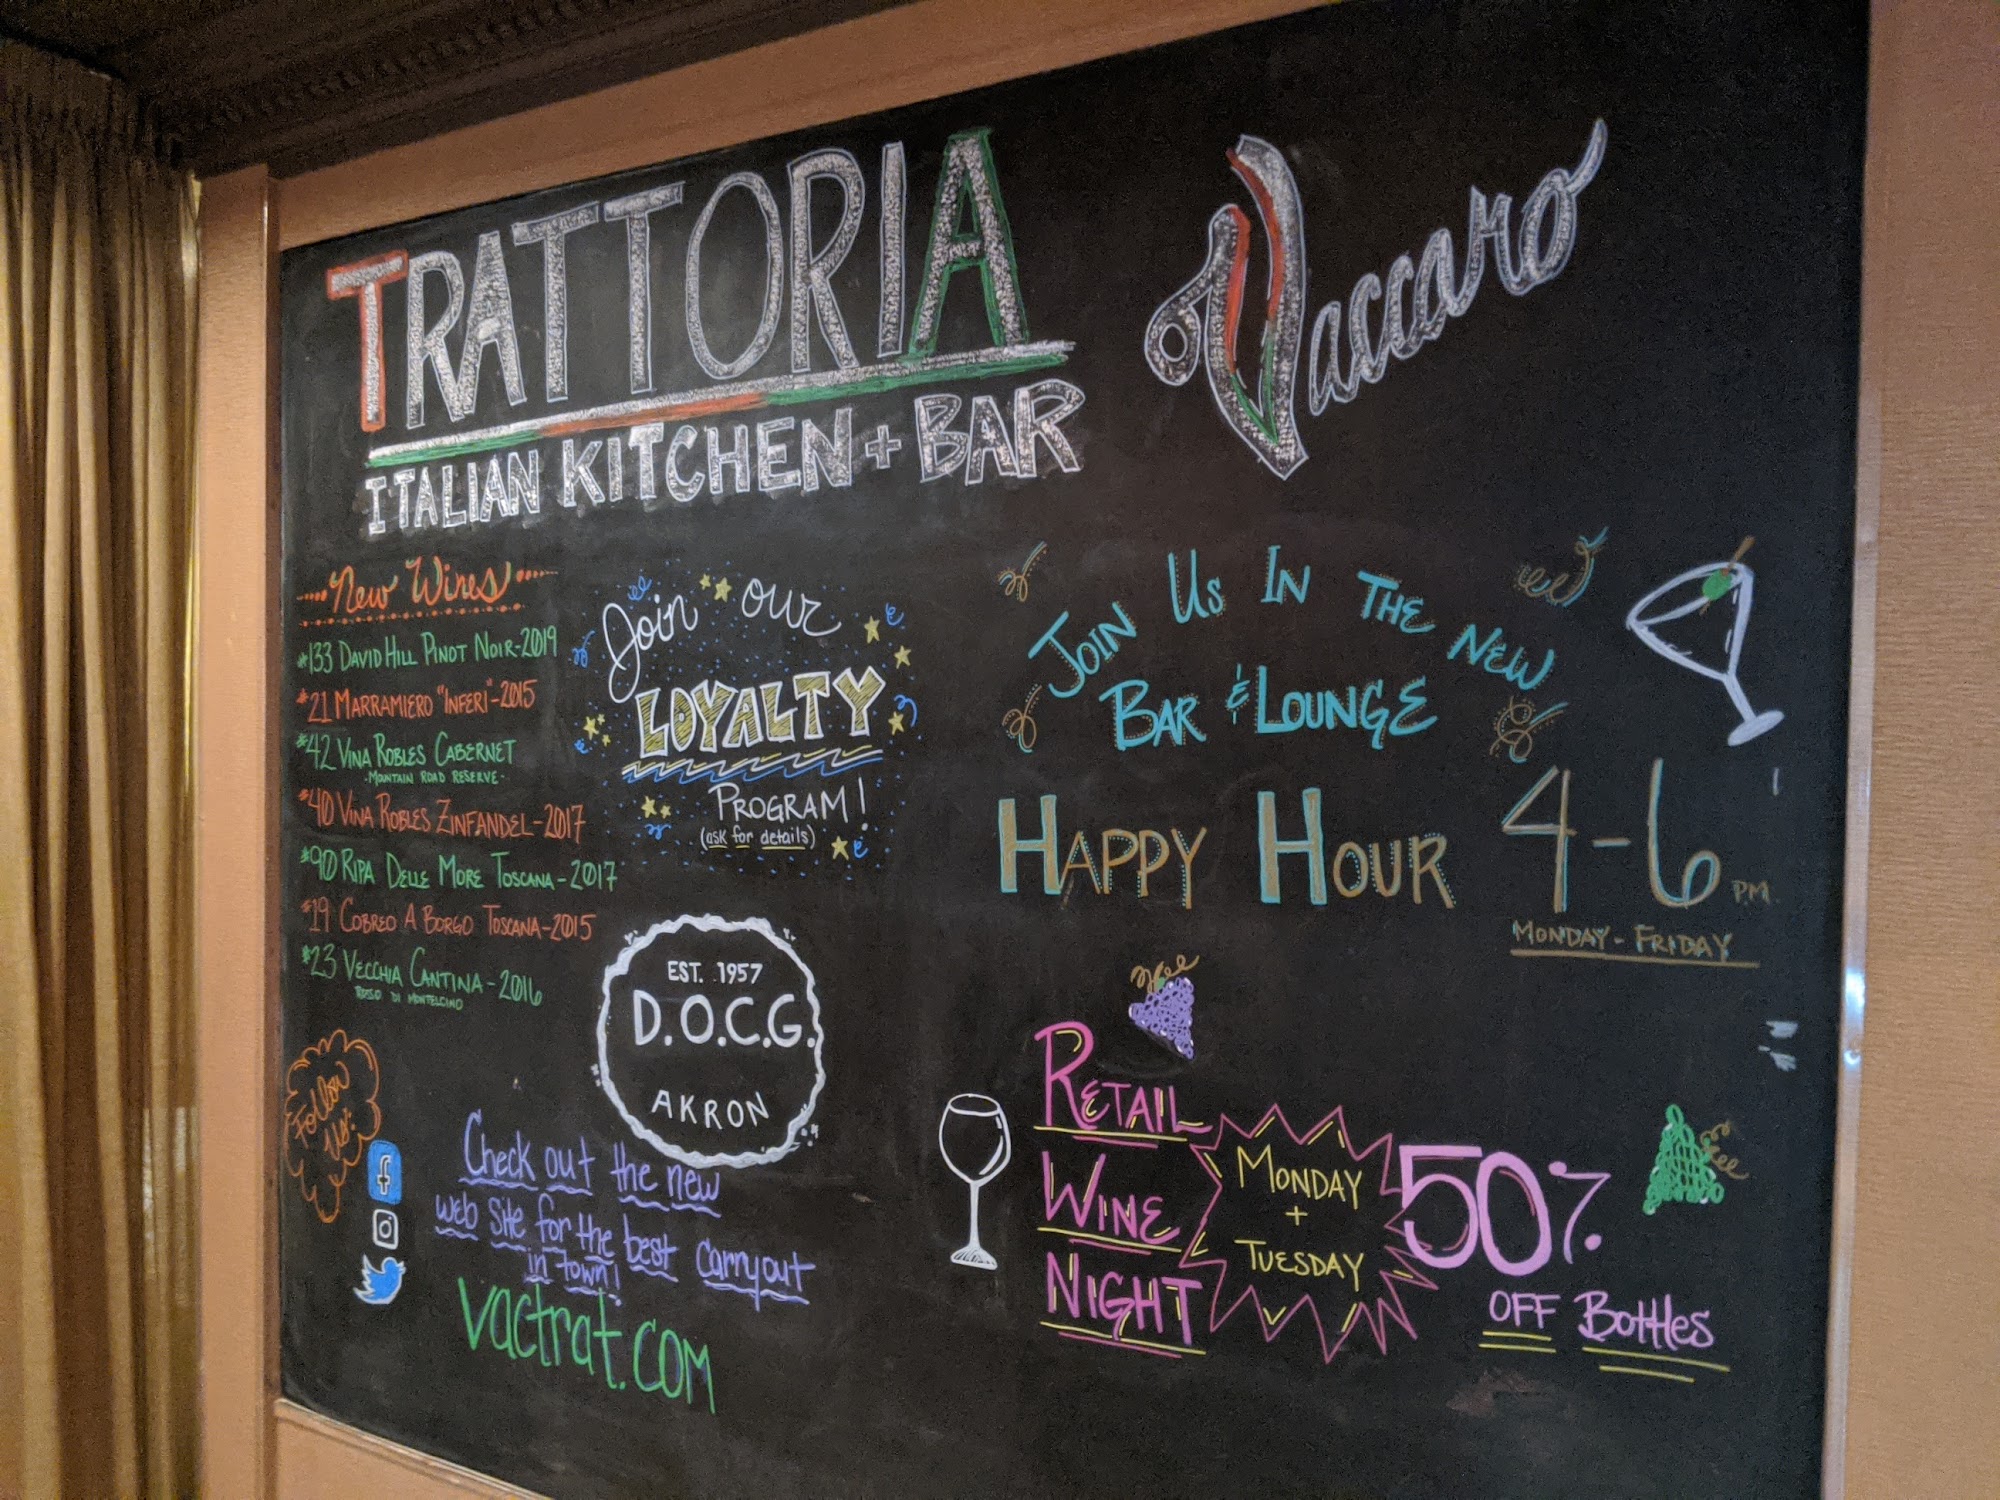 TRATTORIA
Vaccaro
ITALIAN KITCHEN + BAR
New Wines
#133 DAVID HILL PINOT NOIR-2019
#21 MARRAMIERO "INFERI"-2015
#42 VINA ROBLES CABERNET
-MOUNTAIN ROAD RESERVE-
#40 VINA ROBLES ZINFANDEL-2017
#90 RIPA DELLE MORE TOSCANA-2017
#19 COBREO A BORGO TOSCANA-2015
#23 VECCHIA CANTINA-2016
ROSSO DI MONTELCINO
Join our
LOYALTY
PROGRAM!
(ask for details)
EST. 1957
D.O.C.G.
AKRON
Follow
us:
f
Check out the new
web site for the best carryout
in town!
vactrat.com
JOIN US IN THE NEW
BAR & LOUNGE
HAPPY HOUR 4-6 P.M.
MONDAY-FRIDAY
RETAIL
WINE
NIGHT
MONDAY
+
TUESDAY
50%
OFF BOttles